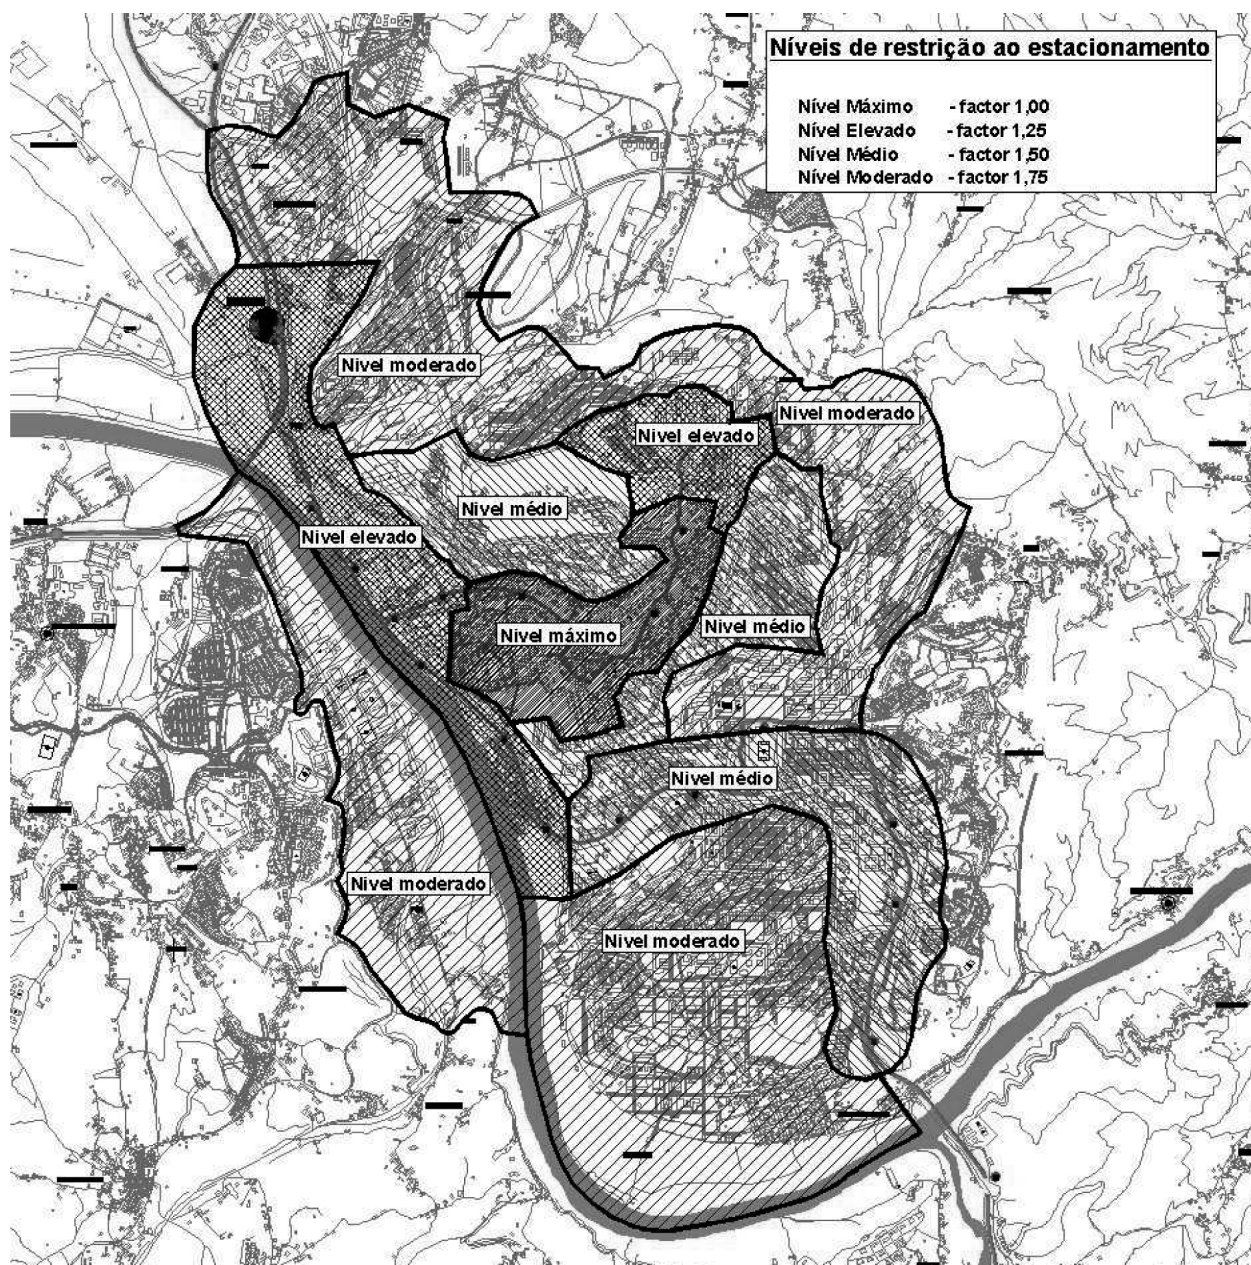 Níveis de restrição ao estacionamento
Nível Máximo - factor 1,00
Nível Elevado - factor 1,25
Nível Médio - factor 1,50
Nível Moderado - factor 1,75
Nivel moderado
Nivel moderado
Nivel elevado
Nivel médio
Nivel elevado
Nivel máximo
Nivel médio
Nivel médio
Nivel moderado
Nivel moderado